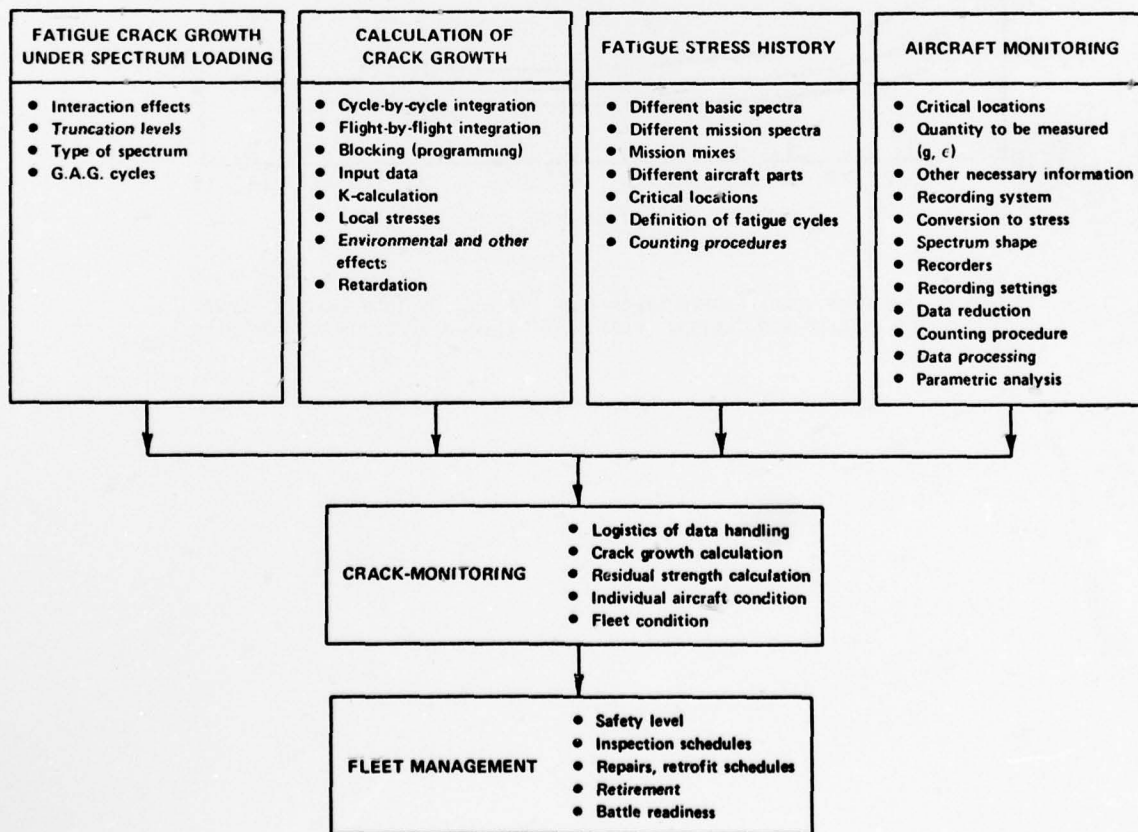 FATIGUE CRACK GROWTH
UNDER SPECTRUM LOADING
• Interaction effects
• Truncation levels
• Type of spectrum
• G.A.G. cycles
CALCULATION OF
CRACK GROWTH
• Cycle-by-cycle integration
• Flight-by-flight integration
• Blocking (programming)
• Input data
• K-calculation
• Local stresses
• Environmental and other
effects
• Retardation
FATIGUE STRESS HISTORY
• Different basic spectra
• Different mission spectra
• Mission mixes
• Different aircraft parts
• Critical locations
• Definition of fatigue cycles
• Counting procedures
AIRCRAFT MONITORING
• Critical locations
• Quantity to be measured
(g, ϵ)
• Other necessary information
• Recording system
• Conversion to stress
• Spectrum shape
• Recorders
• Recording settings
• Data reduction
• Counting procedure
• Data processing
• Parametric analysis
CRACK-MONITORING
• Logistics of data handling
• Crack growth calculation
• Residual strength calculation
• Individual aircraft condition
• Fleet condition
FLEET MANAGEMENT
• Safety level
• Inspection schedules
• Repairs, retrofit schedules
• Retirement
• Battle readiness